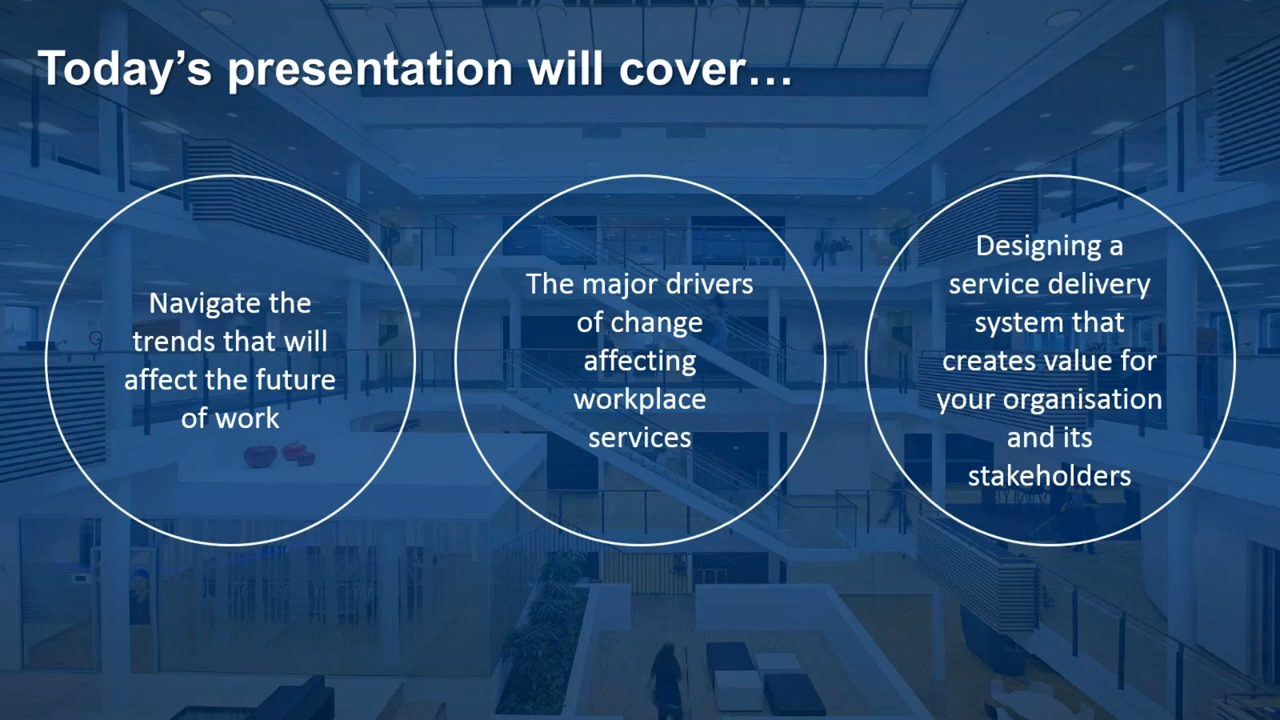 Today’s presentation will cover…
Navigate the
trends that will
affect the future
of work
The major drivers
of change
affecting
workplace
services
Designing a
service delivery
system that
creates value for
your organisation
and its
stakeholders